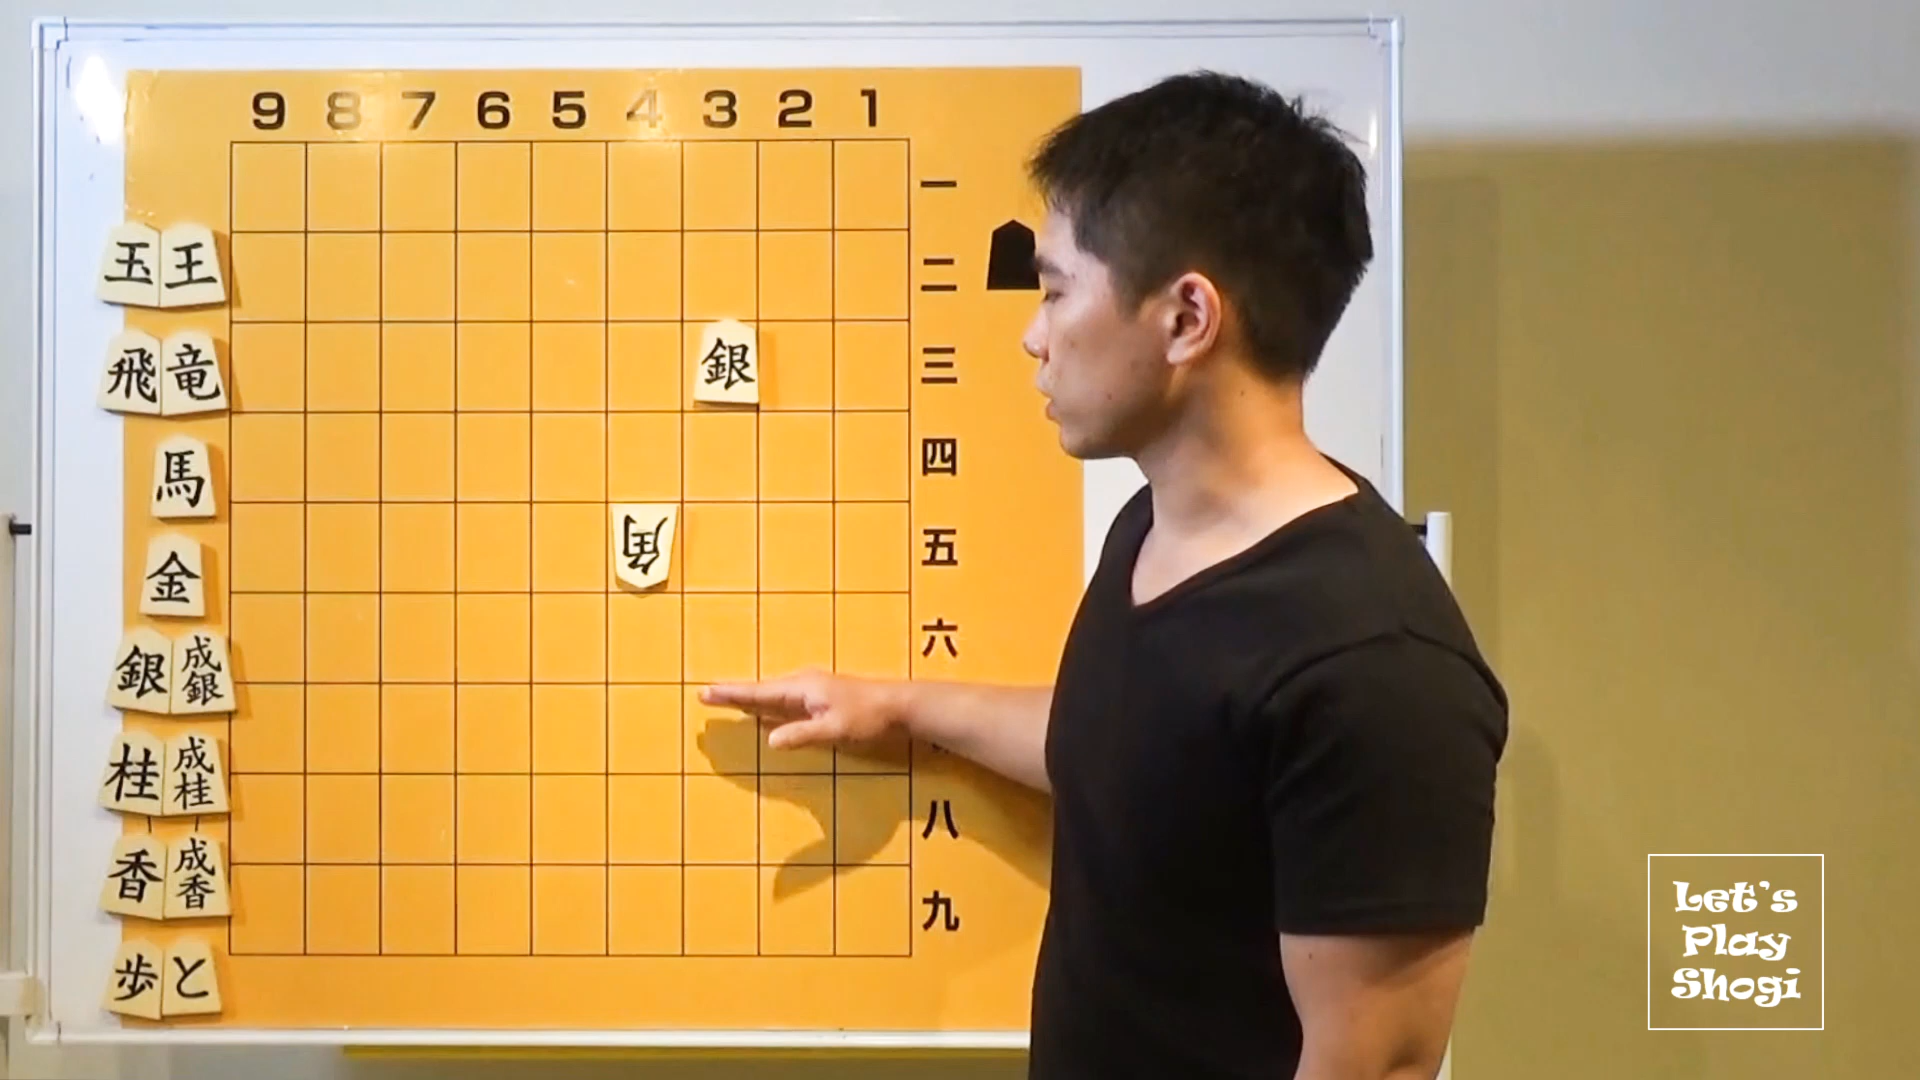 9 8 7 6 5 4 3 2 1
一
二
三
四
五
六
八
九
玉 王
飛 竜
馬
金
銀 成銀
桂 成桂
香 成香
歩 と
銀
角
Let's
Play
Shogi